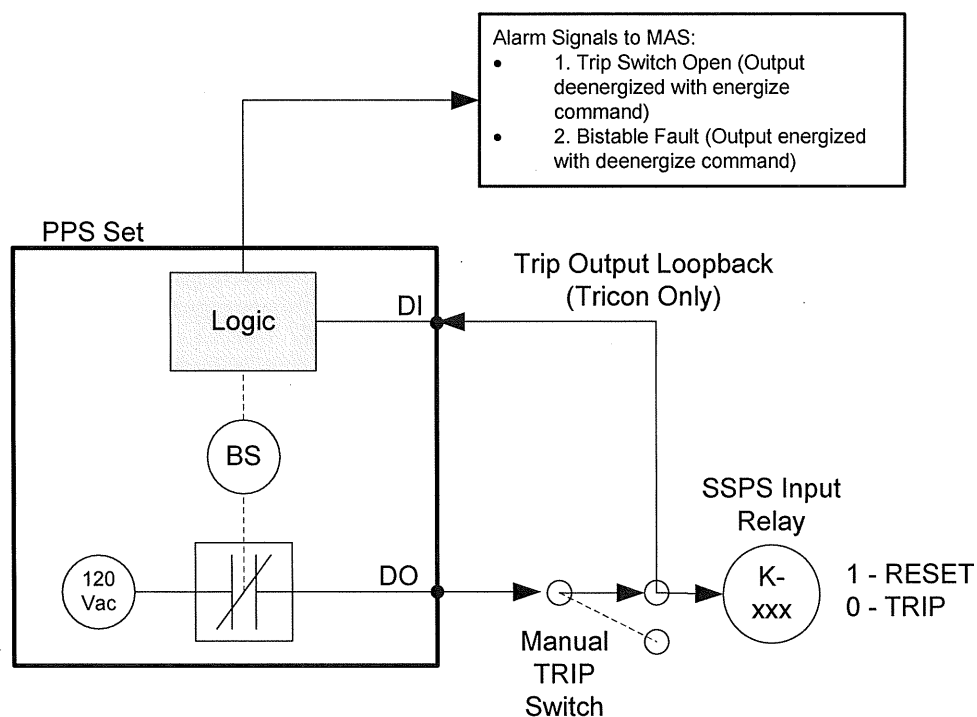 Alarm Signals to MAS:
• 1. Trip Switch Open (Output
deenergized with energize
command)
• 2. Bistable Fault (Output energized
with deenergize command)
PPS Set
Trip Output Loopback
(Tricon Only)
Logic
DI
BS
SSPS Input
Relay
120
Vac
DO
K-
xxx
1 - RESET
0 - TRIP
Manual
TRIP
Switch